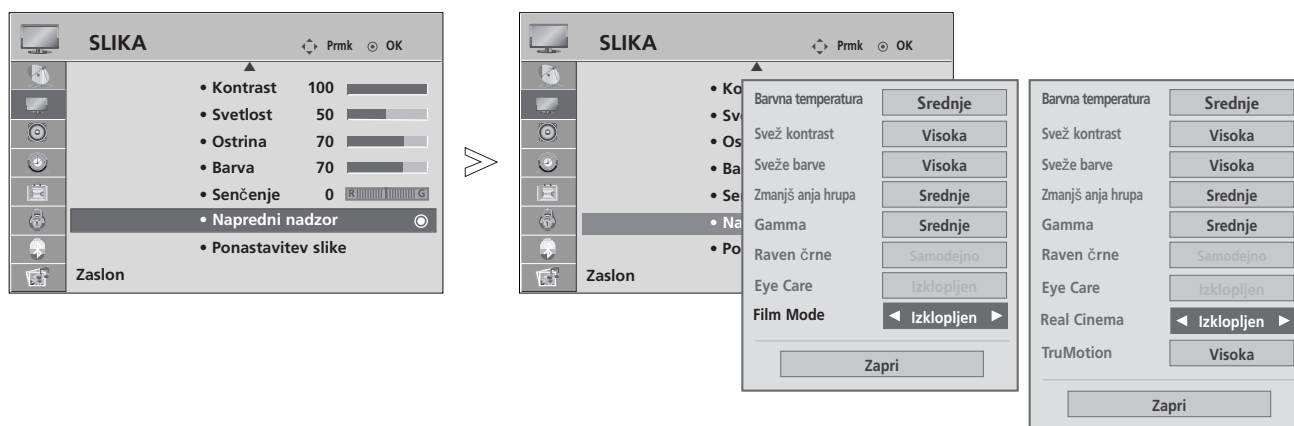 SLIKA Prmk OK
• Kontrast 100
• Svetlost 50
• Ostrina 70
• Barva 70
• Senčenje 0 R G
• Napredni nadzor
• Ponastavitev slike
Zaslon
SLIKA Prmk OK
• Ko
• Sv
• Os
• Ba
• Se
• Na
• Po
Zaslon
Barvna temperatura Srednje
Svež kontrast Visoka
Sveže barve Visoka
Zmanjš anja hrupa Srednje
Gamma Srednje
Raven črne Samodejno
Eye Care Izklopljen
Film Mode ◄ Izklopljen ►
Zapri
Barvna temperatura Srednje
Svež kontrast Visoka
Sveže barve Visoka
Zmanjš anja hrupa Srednje
Gamma Srednje
Raven črne Samodejno
Eye Care Izklopljen
Real Cinema ◄ Izklopljen ►
TruMotion Visoka
Zapri